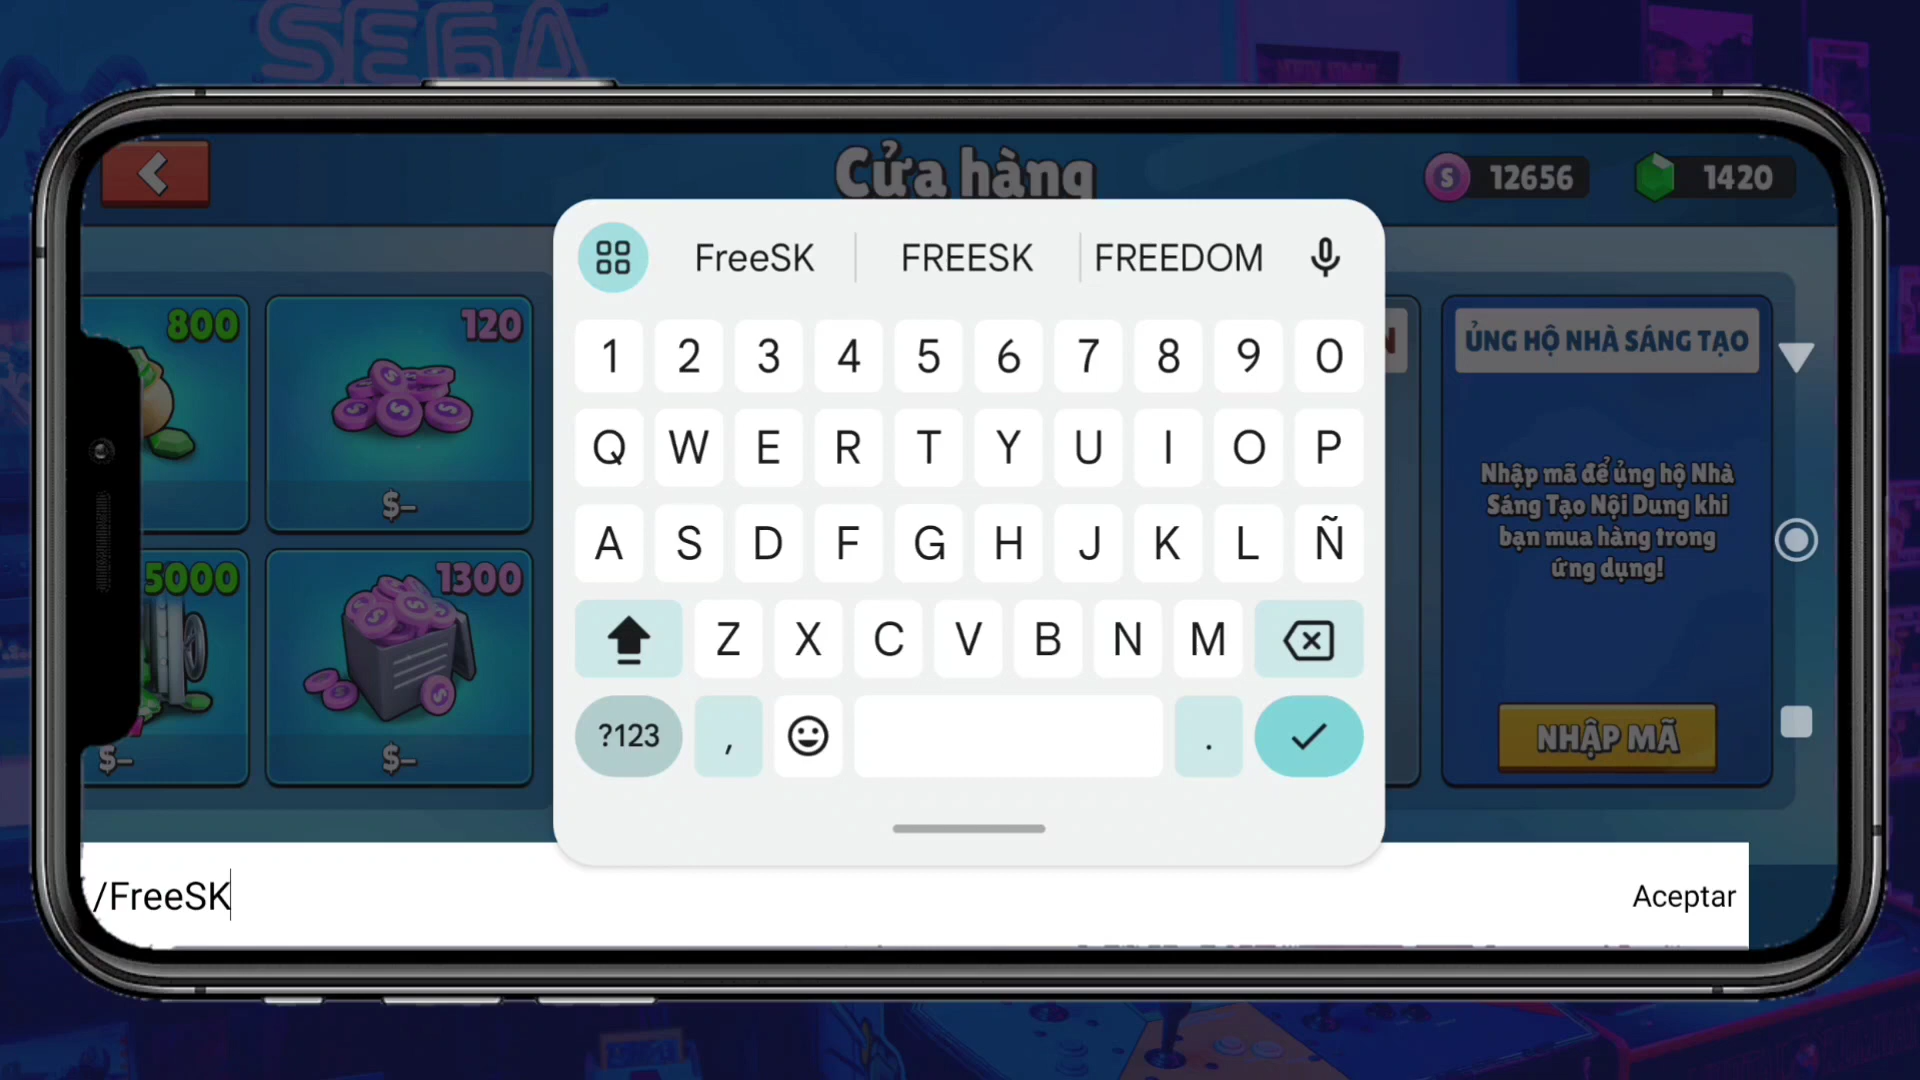 SEGA
Cửa hàng
12656
1420
FreeSK
FREESK
FREEDOM
1 2 3 4 5 6 7 8 9 0
Q W E R T Y U I O P
A S D F G H J K L Ñ
Z X C V B N M
?123 , .
800
120
$-
5000
1300
$-
$-
N
ỦNG HỘ NHÀ SÁNG TẠO
Nhập mã để ủng hộ Nhà
Sáng Tạo Nội Dung khi
bạn mua hàng trong
ứng dụng!
NHẬP MÃ
/FreeSK
Aceptar